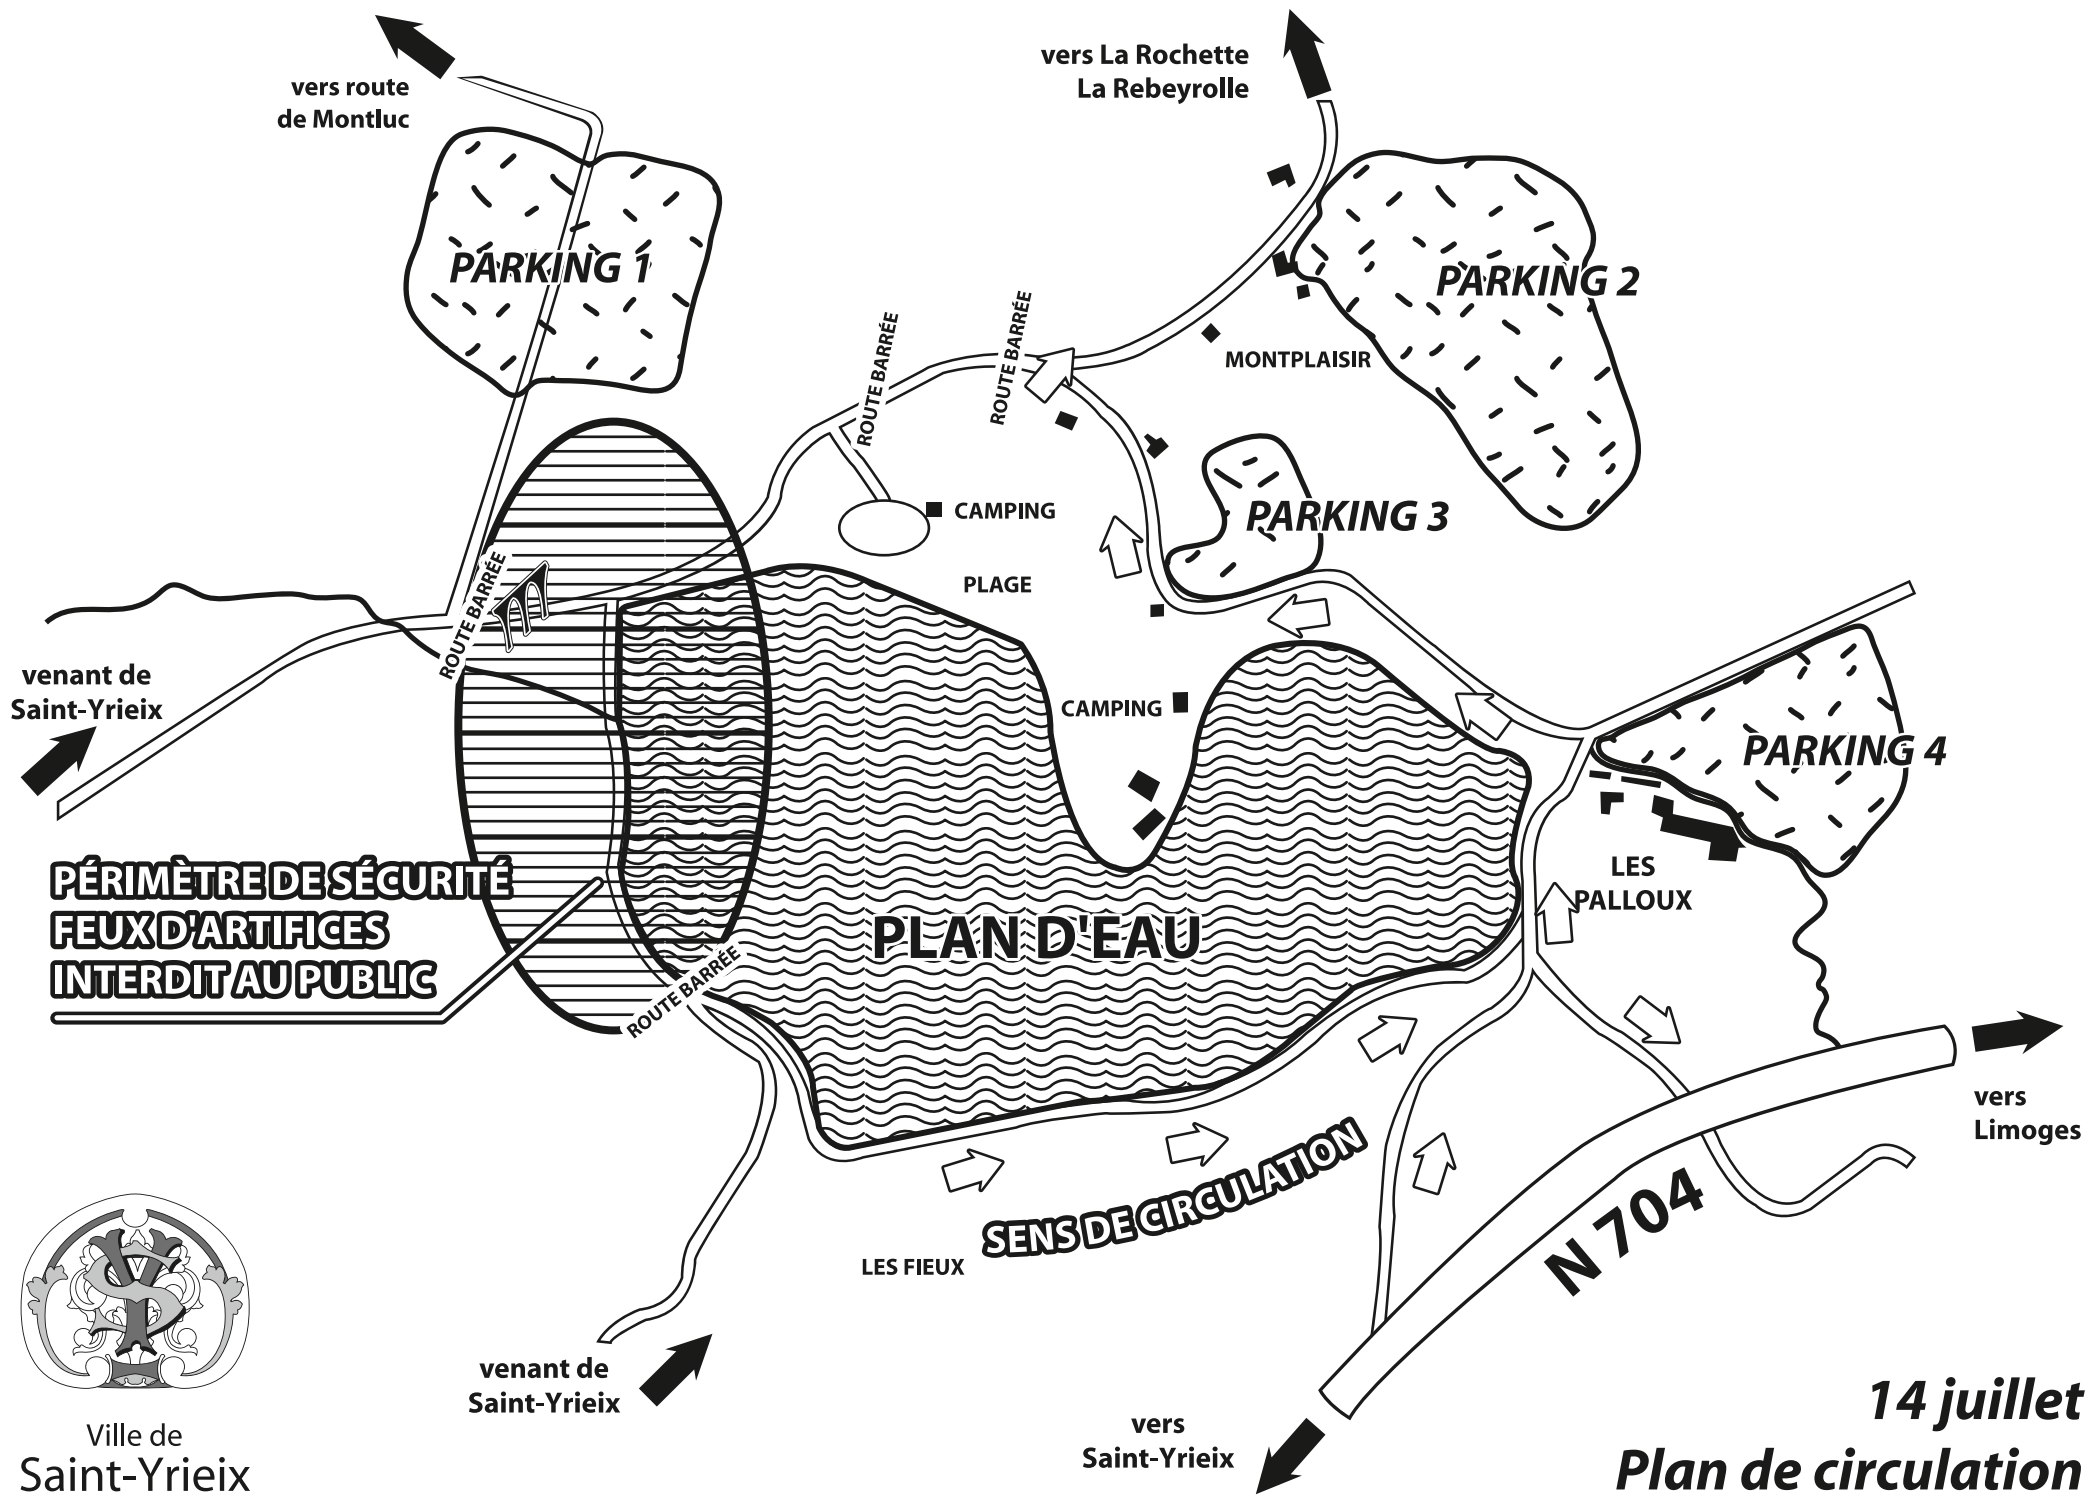 vers route
de Montluc
vers La Rochette
La Rebeyrolle
PARKING 1
PARKING 2
ROUTE BARRÉE
ROUTE BARRÉE
MONTPLAISIR
CAMPING
PARKING 3
PLAGE
ROUTE BARRÉE
venant de
Saint-Yrieix
CAMPING
PARKING 4
PÉRIMÈTRE DE SÉCURITÉ
FEUX D'ARTIFICES
INTERDIT AU PUBLIC
LES
PALLOUX
PLAN D'EAU
ROUTE BARRÉE
vers
Limoges
SENS DE CIRCULATION
N 704
LES FIEUX
venant de
Saint-Yrieix
vers
Saint-Yrieix
Ville de
Saint-Yrieix
14 juillet
Plan de circulation